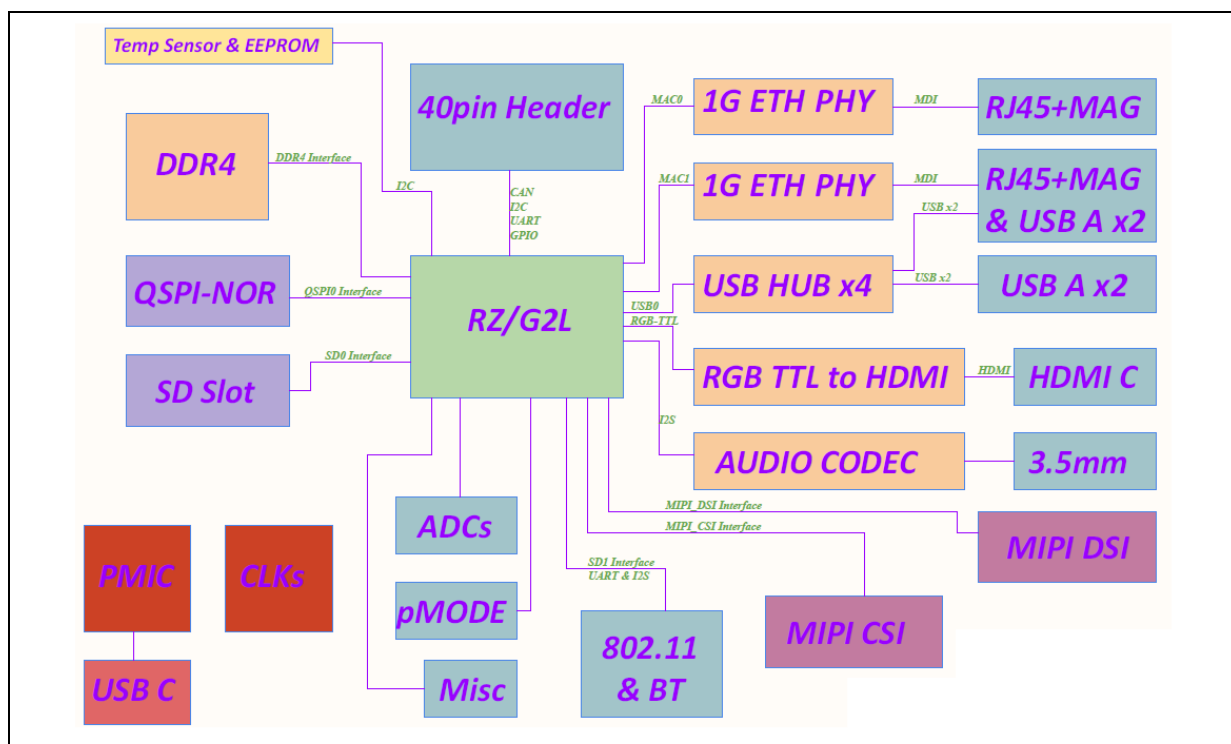 Temp Sensor & EEPROM
40pin Header
MAC0
1G ETH PHY
MDI
RJ45+MAG
DDR4
DDR4 Interface
I2C
CAN
I2C
UART
GPIO
MAC1
1G ETH PHY
MDI
RJ45+MAG
& USB A x2
USB x2
QSPI-NOR
QSPI0 Interface
RZ/G2L
USB0
USB HUB x4
USB x2
USB A x2
RGB-TTL
SD Slot
SD0 Interface
RGB TTL to HDMI
HDMI
HDMI C
I2S
AUDIO CODEC
3.5mm
ADCs
MIPI_DSI Interface
MIPI_CSI Interface
MIPI DSI
PMIC
CLKs
SD1 Interface
UART & I2S
pMODE
802.11
& BT
MIPI CSI
USB C
Misc